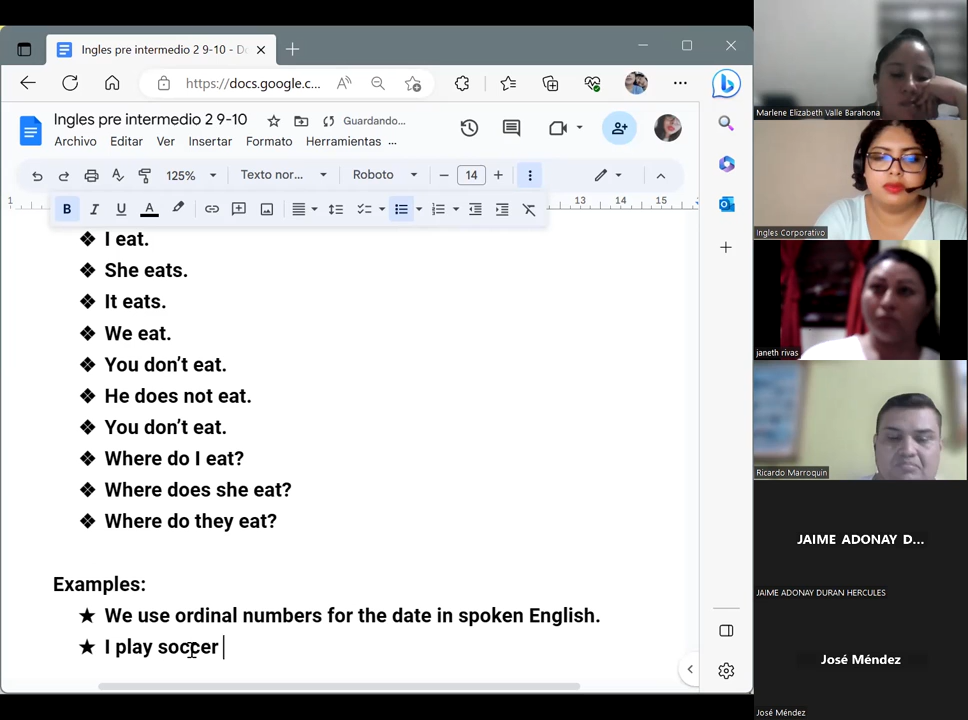 Ingles pre intermedio 2 9-10 - D
https://docs.google.c...
Ingles pre intermedio 2 9-10
Guardando...
Archivo Editar Ver Insertar Formato Herramientas ...
125% Texto nor... Roboto 14
B I U A
1 13 14 15
❖ I eat.
❖ She eats.
❖ It eats.
❖ We eat.
❖ You don’t eat.
❖ He does not eat.
❖ You don’t eat.
❖ Where do I eat?
❖ Where does she eat?
❖ Where do they eat?
Examples:
★ We use ordinal numbers for the date in spoken English.
★ I play soccer
Marlene Elizabeth Valle Barahona
Ingles Corporativo
janeth rivas
Ricardo Marroquin
JAIME ADONAY D...
JAIME ADONAY DURAN HERCULES
José Méndez
José Méndez